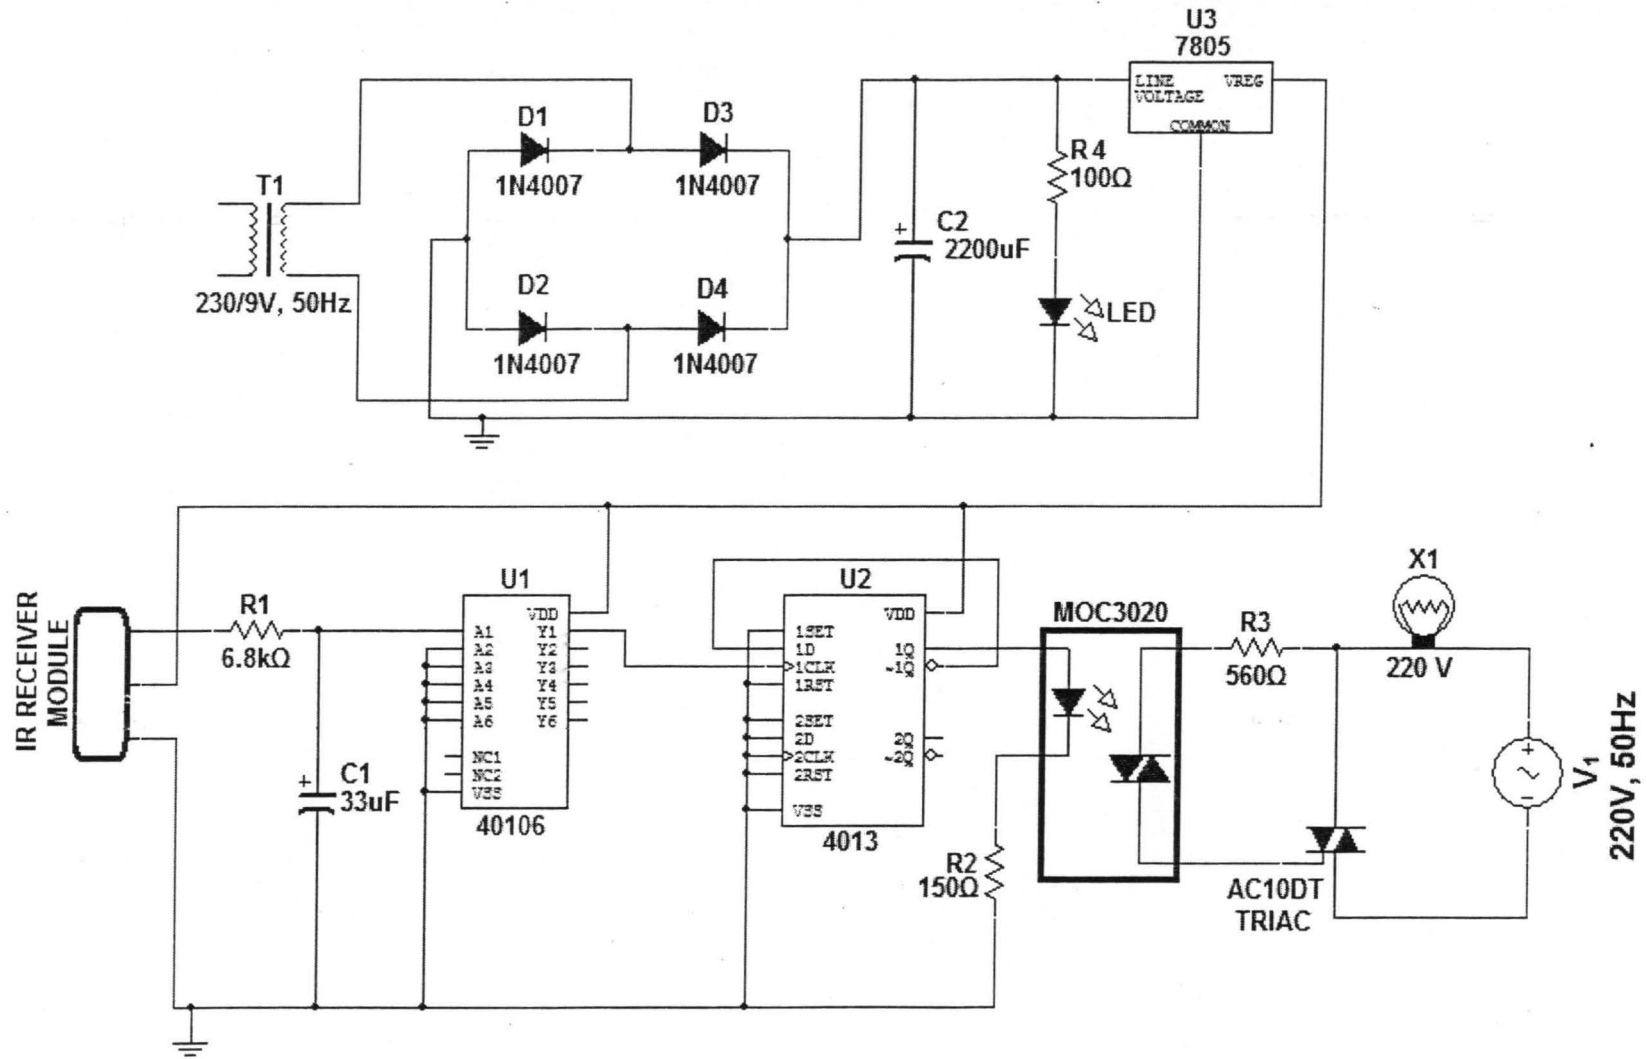 U3
7805
LINE VREG
VOLTAGE
COMMON
D1
1N4007
D3
1N4007
T1
230/9V, 50Hz
D2
1N4007
D4
1N4007
+
C2
2200uF
R4
100Ω
LED
IR RECEIVER
MODULE
R1
6.8kΩ
+
C1
33uF
U1
VDD
A1 Y1
A2 Y2
A3 Y3
A4 Y4
A5 Y5
A6 Y6
NC1
NC2
VSS
40106
U2
VDD
1SET
1D 1Q
1CLK ~1Q
1RST
2SET
2D 2Q
2CLK ~2Q
2RST
VSS
4013
R2
150Ω
MOC3020
R3
560Ω
X1
220 V
AC10DT
TRIAC
+
~
−
V1
220V, 50Hz